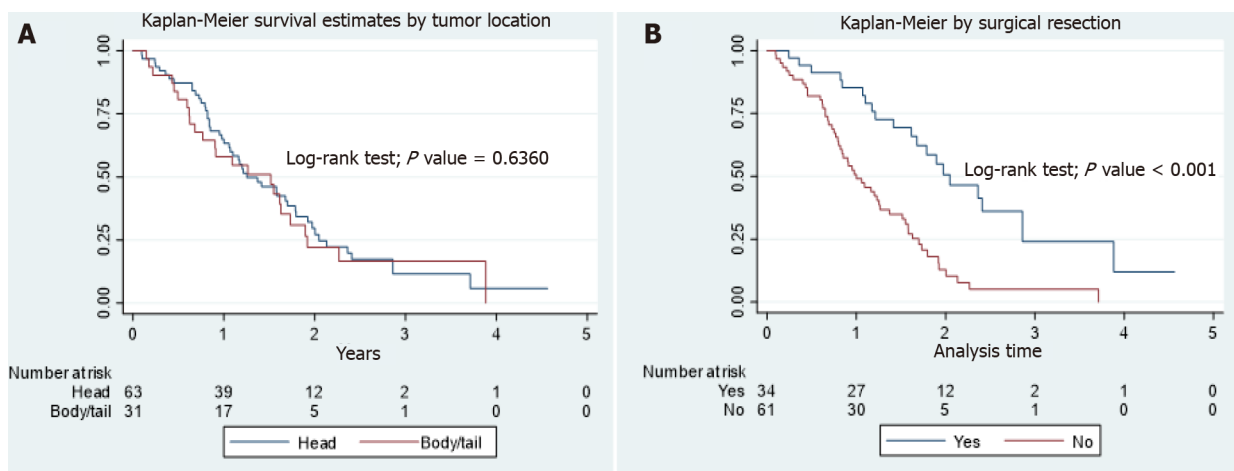 A
Kaplan-Meier survival estimates by tumor location
1.00
0.75
0.50
0.25
0.00
Log-rank test; P value = 0.6360
0 1 2 3 4 5
Years
Number at risk
Head 63 39 12 2 1 0
Body/tail 31 17 5 1 0 0
Head Body/tail
B
Kaplan-Meier by surgical resection
1.00
0.75
0.50
0.25
0.00
Log-rank test; P value < 0.001
0 1 2 3 4 5
Analysis time
Number at risk
Yes 34 27 12 2 1 0
No 61 30 5 1 0 0
Yes No